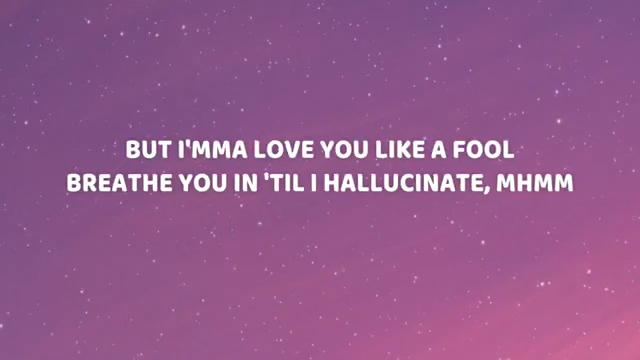 BUT I'MMA LOVE YOU LIKE A FOOL
BREATHE YOU IN 'TIL I HALLUCINATE, MHMM